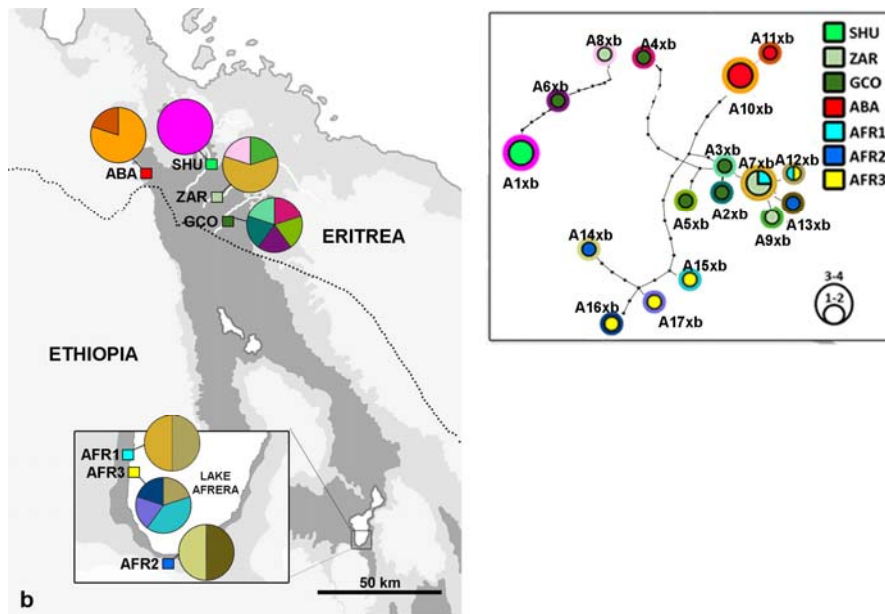 ABA
SHU
ZAR
GCO
ERITREA
ETHIOPIA
AFR1
AFR3
LAKE
AFRERA
AFR2
50 km
b
A8xb
A4xb
A11xb
A6xb
A10xb
A1xb
A3xb
A7xb
A12xb
A5xb
A2xb
A13xb
A9xb
A14xb
A15xb
A16xb
A17xb
3-4
1-2
SHU
ZAR
GCO
ABA
AFR1
AFR2
AFR3